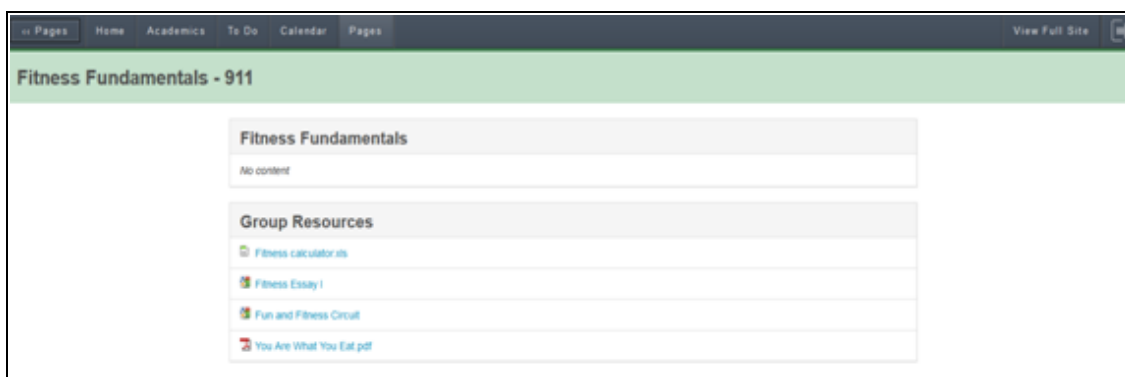 ‹‹ Pages Home Academics To Do Calendar Pages View Full Site
Fitness Fundamentals - 911
Fitness Fundamentals
No content
Group Resources
Fitness calculator.xls
Fitness Essay I
Fun and Fitness Circuit
You Are What You Eat.pdf